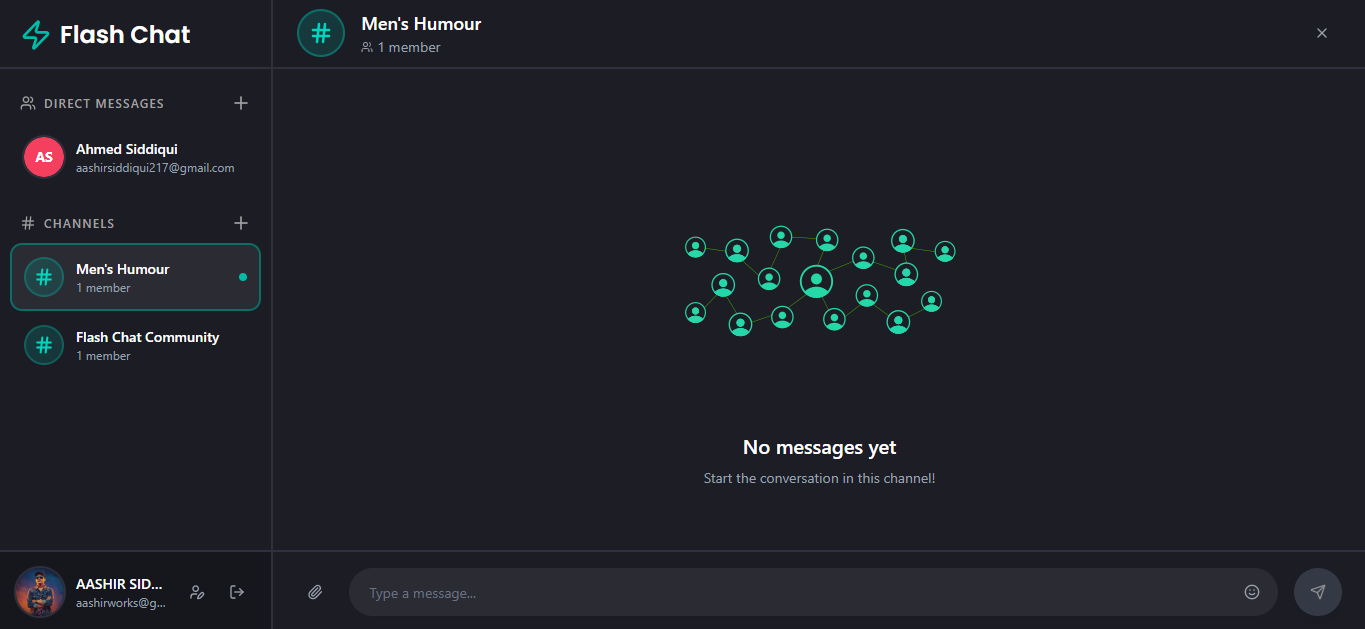 Flash Chat
DIRECT MESSAGES
AS
Ahmed Siddiqui
aashirsiddiqui217@gmail.com
# CHANNELS
#
Men's Humour
1 member
#
Flash Chat Community
1 member
AASHIR SID...
aashirworks@g...
#
Men's Humour
1 member
No messages yet
Start the conversation in this channel!
Type a message...